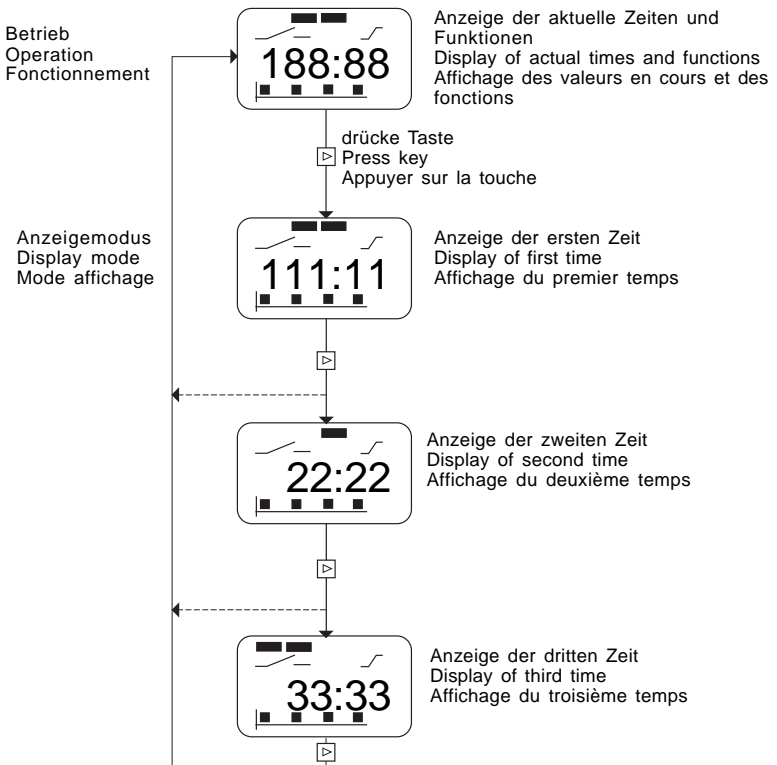 Betrieb
Operation
Fonctionnement
188:88
Anzeige der aktuelle Zeiten und
Funktionen
Display of actual times and functions
Affichage des valeurs en cours et des
fonctions
drücke Taste
Press key
Appuyer sur la touche
Anzeigemodus
Display mode
Mode affichage
111:11
Anzeige der ersten Zeit
Display of first time
Affichage du premier temps
22:22
Anzeige der zweiten Zeit
Display of second time
Affichage du deuxième temps
33:33
Anzeige der dritten Zeit
Display of third time
Affichage du troisième temps